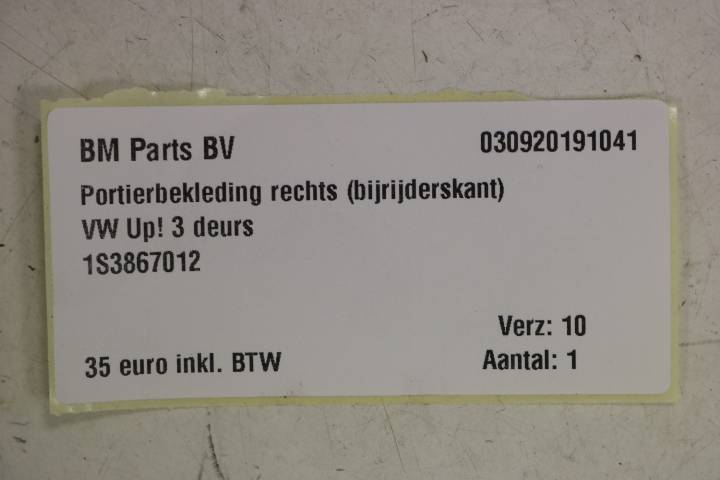 BM Parts BV 030920191041
Portierbekleding rechts (bijrijderskant)
VW Up! 3 deurs
1S3867012
Verz: 10
35 euro inkl. BTW Aantal: 1